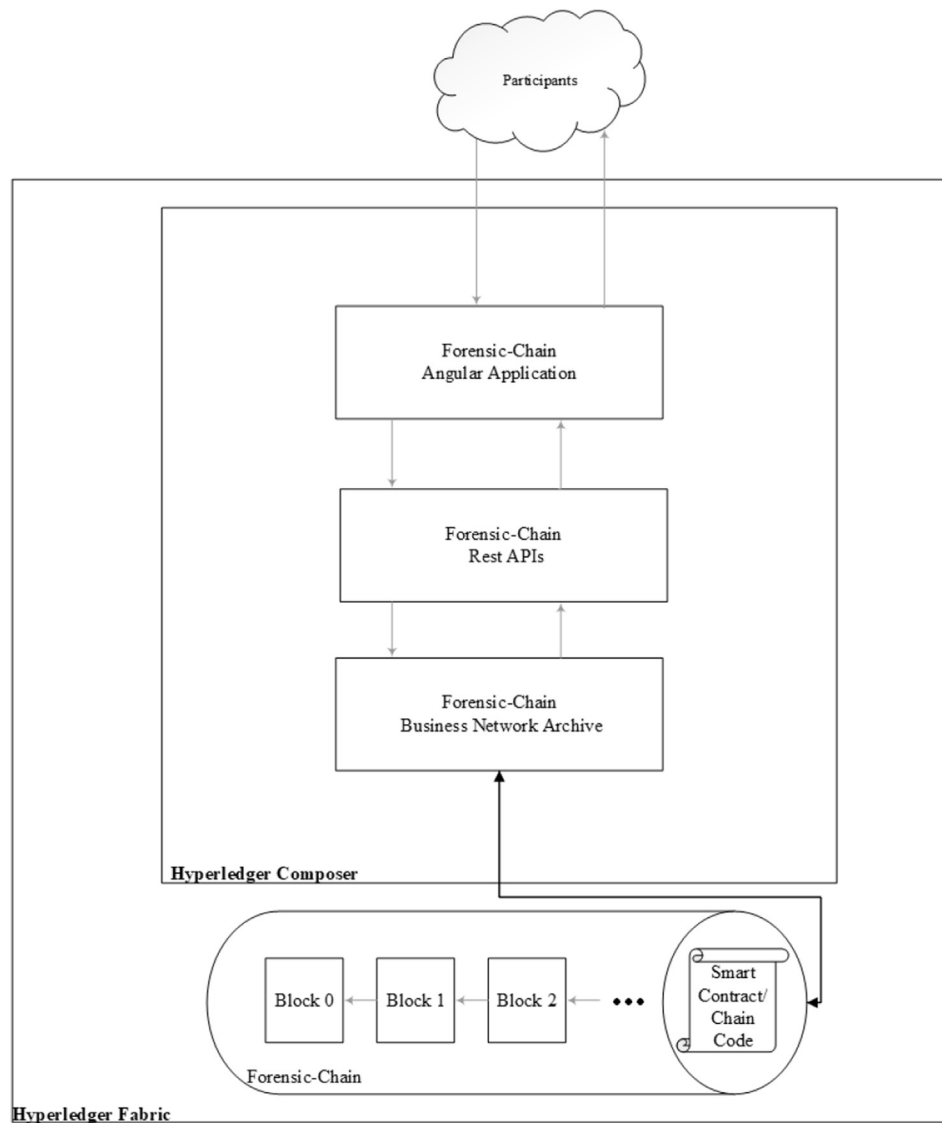 Participants
Forensic-Chain
Angular Application
Forensic-Chain
Rest APIs
Forensic-Chain
Business Network Archive
Hyperledger Composer
Block 0
Block 1
Block 2
Smart
Contract/
Chain
Code
Forensic-Chain
Hyperledger Fabric